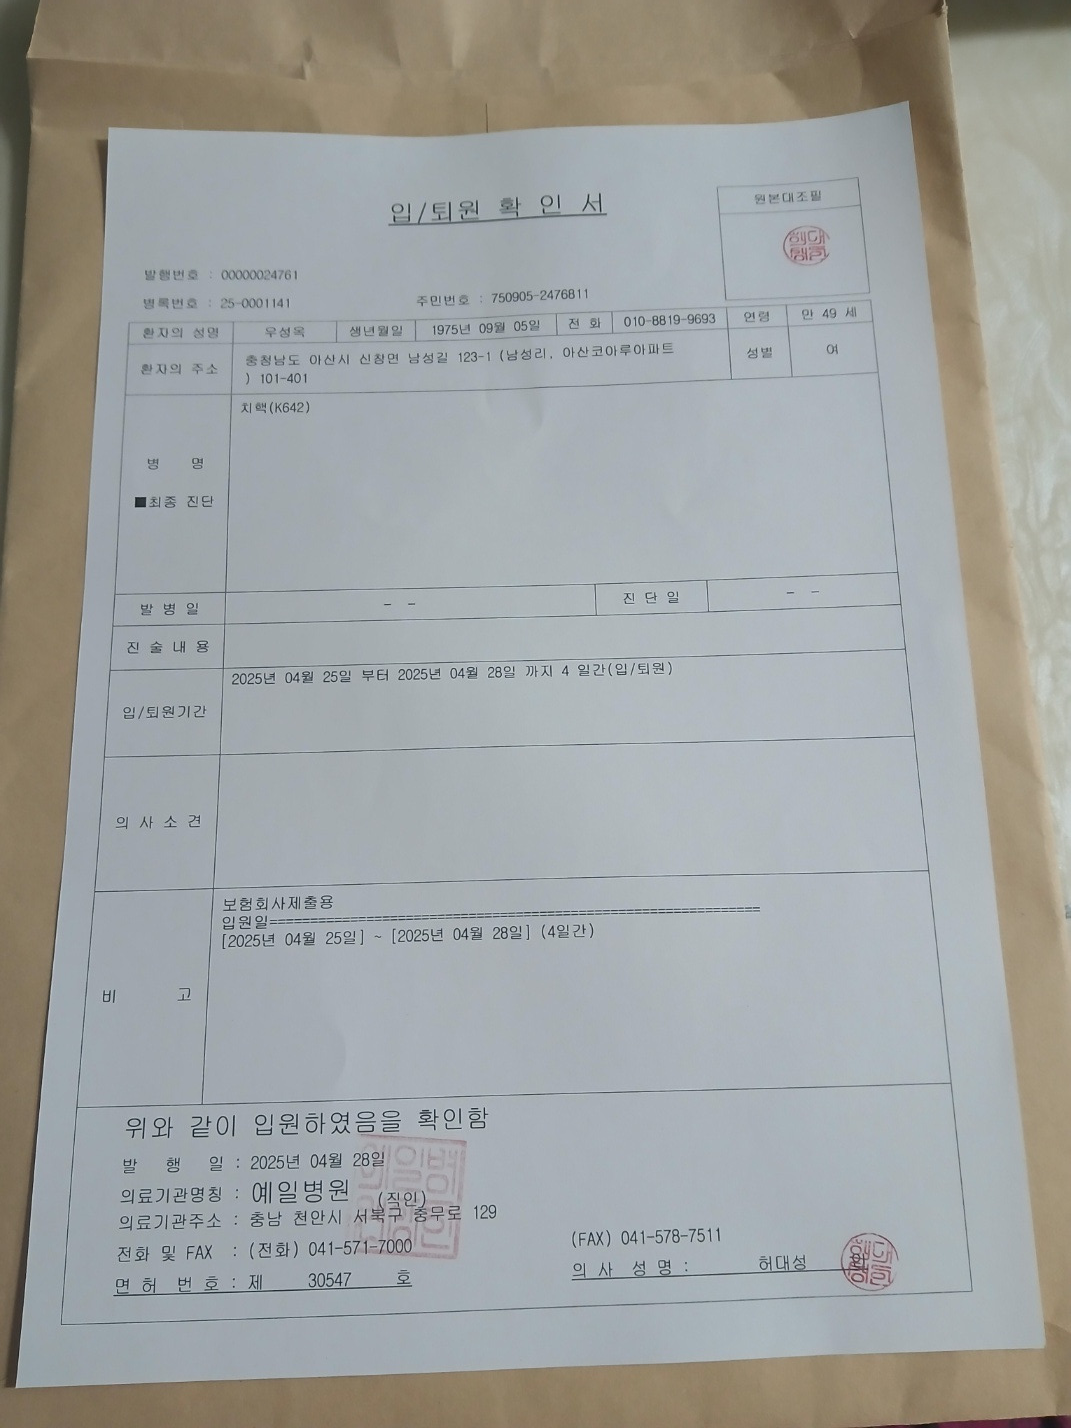 입/퇴원 확 인 서
원본대조필
발행번호 : 00000024761
병록번호 : 25-0001141
주민번호 : 750905-2476811
환자의 성명 우성옥 생년월일 1975년 09월 05일 전 화 010-8819-9693 연령 만 49 세
환자의 주소 충청남도 아산시 신창면 남성길 123-1 (남성리, 아산코아루아파트
) 101-401
성별 여
치핵(K642)
병 명
■최종 진단
발 병 일 - - 진 단 일 - -
진 술 내 용
2025년 04월 25일 부터 2025년 04월 28일 까지 4 일간(입/퇴원)
입/퇴원기간
의 사 소 견
보험회사제출용
입원일============================================================
[2025년 04월 25일] ~ [2025년 04월 28일] (4일간)
비 고
위와 같이 입원하였음을 확인함
발 행 일 : 2025년 04월 28일
의료기관명칭 : 예일병원 (직인)
의료기관주소 : 충남 천안시 서북구 충무로 129
전화 및 FAX : (전화) 041-571-7000 (FAX) 041-578-7511
면 허 번 호 : 제 30547 호 의 사 성 명 : 허대성